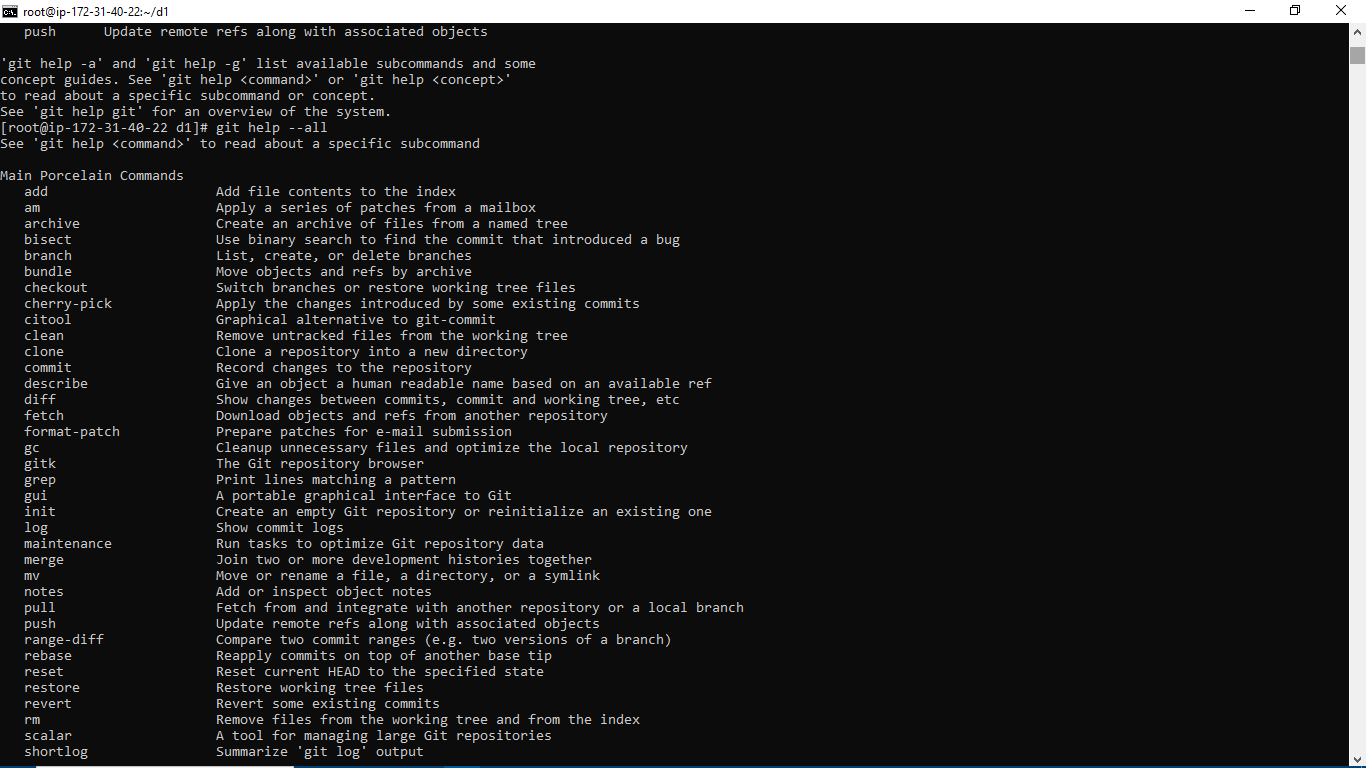 root@ip-172-31-40-22:~/d1
push Update remote refs along with associated objects
'git help -a' and 'git help -g' list available subcommands and some
concept guides. See 'git help <command>' or 'git help <concept>'
to read about a specific subcommand or concept.
See 'git help git' for an overview of the system.
[root@ip-172-31-40-22 d1]# git help --all
See 'git help <command>' to read about a specific subcommand
Main Porcelain Commands
add Add file contents to the index
am Apply a series of patches from a mailbox
archive Create an archive of files from a named tree
bisect Use binary search to find the commit that introduced a bug
branch List, create, or delete branches
bundle Move objects and refs by archive
checkout Switch branches or restore working tree files
cherry-pick Apply the changes introduced by some existing commits
citool Graphical alternative to git-commit
clean Remove untracked files from the working tree
clone Clone a repository into a new directory
commit Record changes to the repository
describe Give an object a human readable name based on an available ref
diff Show changes between commits, commit and working tree, etc
fetch Download objects and refs from another repository
format-patch Prepare patches for e-mail submission
gc Cleanup unnecessary files and optimize the local repository
gitk The Git repository browser
grep Print lines matching a pattern
gui A portable graphical interface to Git
init Create an empty Git repository or reinitialize an existing one
log Show commit logs
maintenance Run tasks to optimize Git repository data
merge Join two or more development histories together
mv Move or rename a file, a directory, or a symlink
notes Add or inspect object notes
pull Fetch from and integrate with another repository or a local branch
push Update remote refs along with associated objects
range-diff Compare two commit ranges (e.g. two versions of a branch)
rebase Reapply commits on top of another base tip
reset Reset current HEAD to the specified state
restore Restore working tree files
revert Revert some existing commits
rm Remove files from the working tree and from the index
scalar A tool for managing large Git repositories
shortlog Summarize 'git log' output